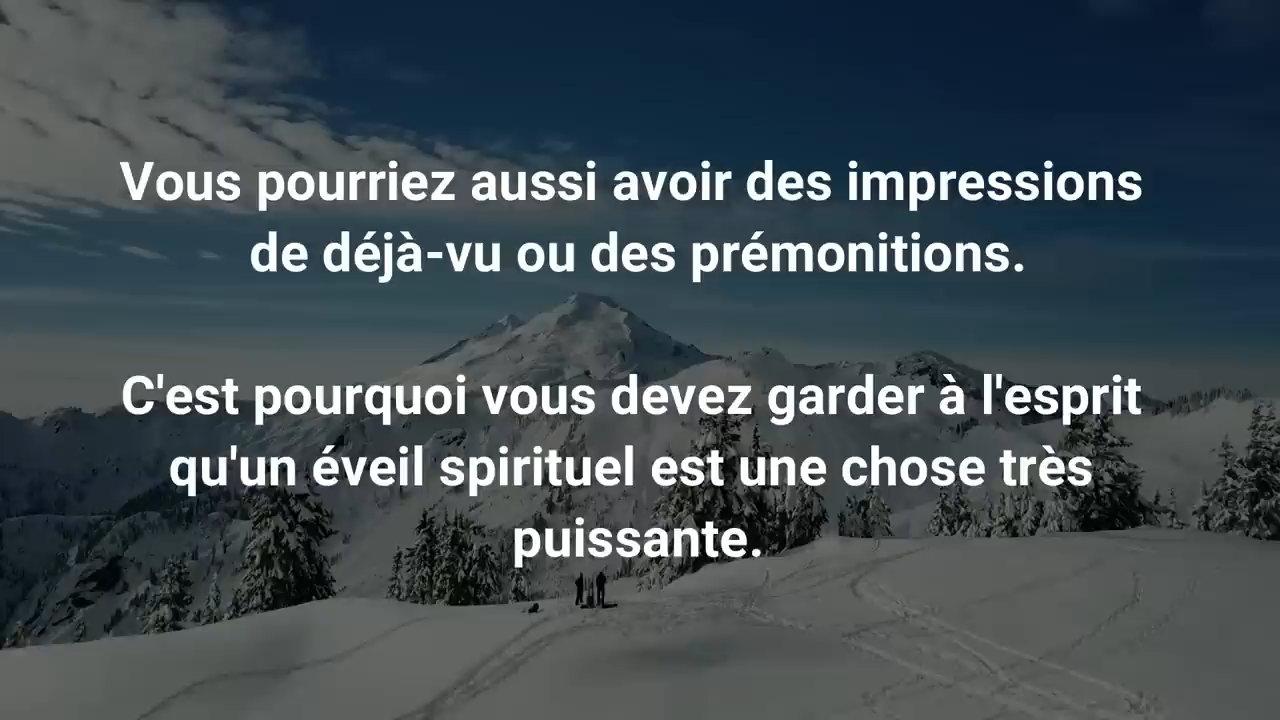 Vous pourriez aussi avoir des impressions
de déjà-vu ou des prémonitions.
C'est pourquoi vous devez garder à l'esprit
qu'un éveil spirituel est une chose très
puissante.